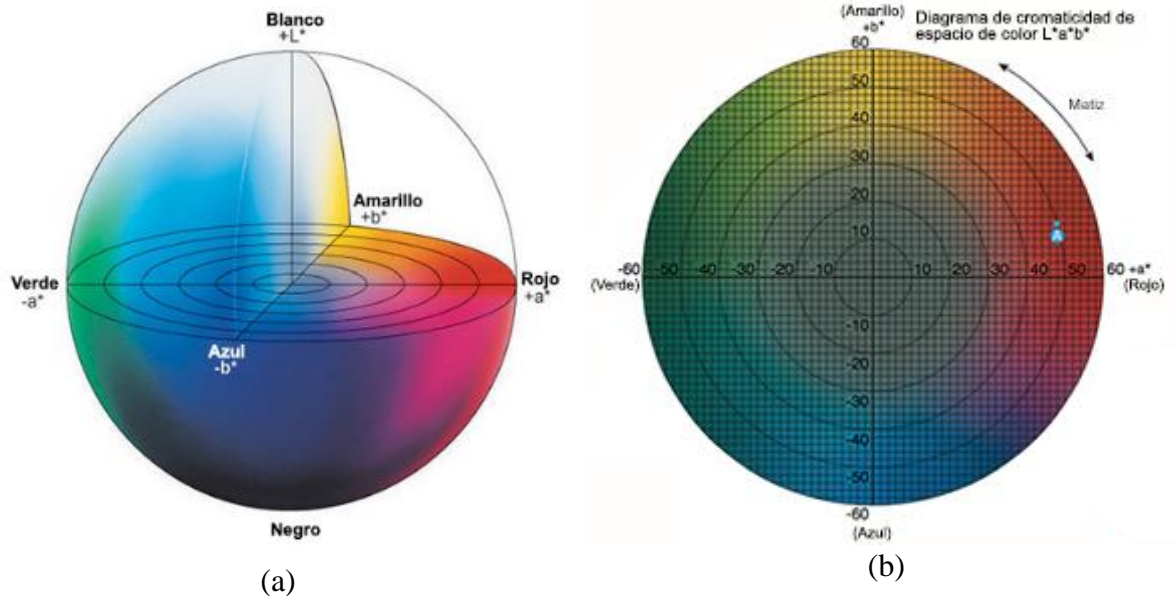 Blanco
+L*
Amarillo
+b*
Verde
-a*
Rojo
+a*
Azul
-b*
Negro
(a)
(Amarillo)
+b*
60
Diagrama de cromaticidad de
espacio de color L*a*b*
Matiz
50
40
30
20
10
A
-60 -50 -40 -30 -20 -10 10 20 30 40 50 60 +a*
(Verde)
(Rojo)
-10
-20
-30
-40
-50
-60
(Azul)
(b)